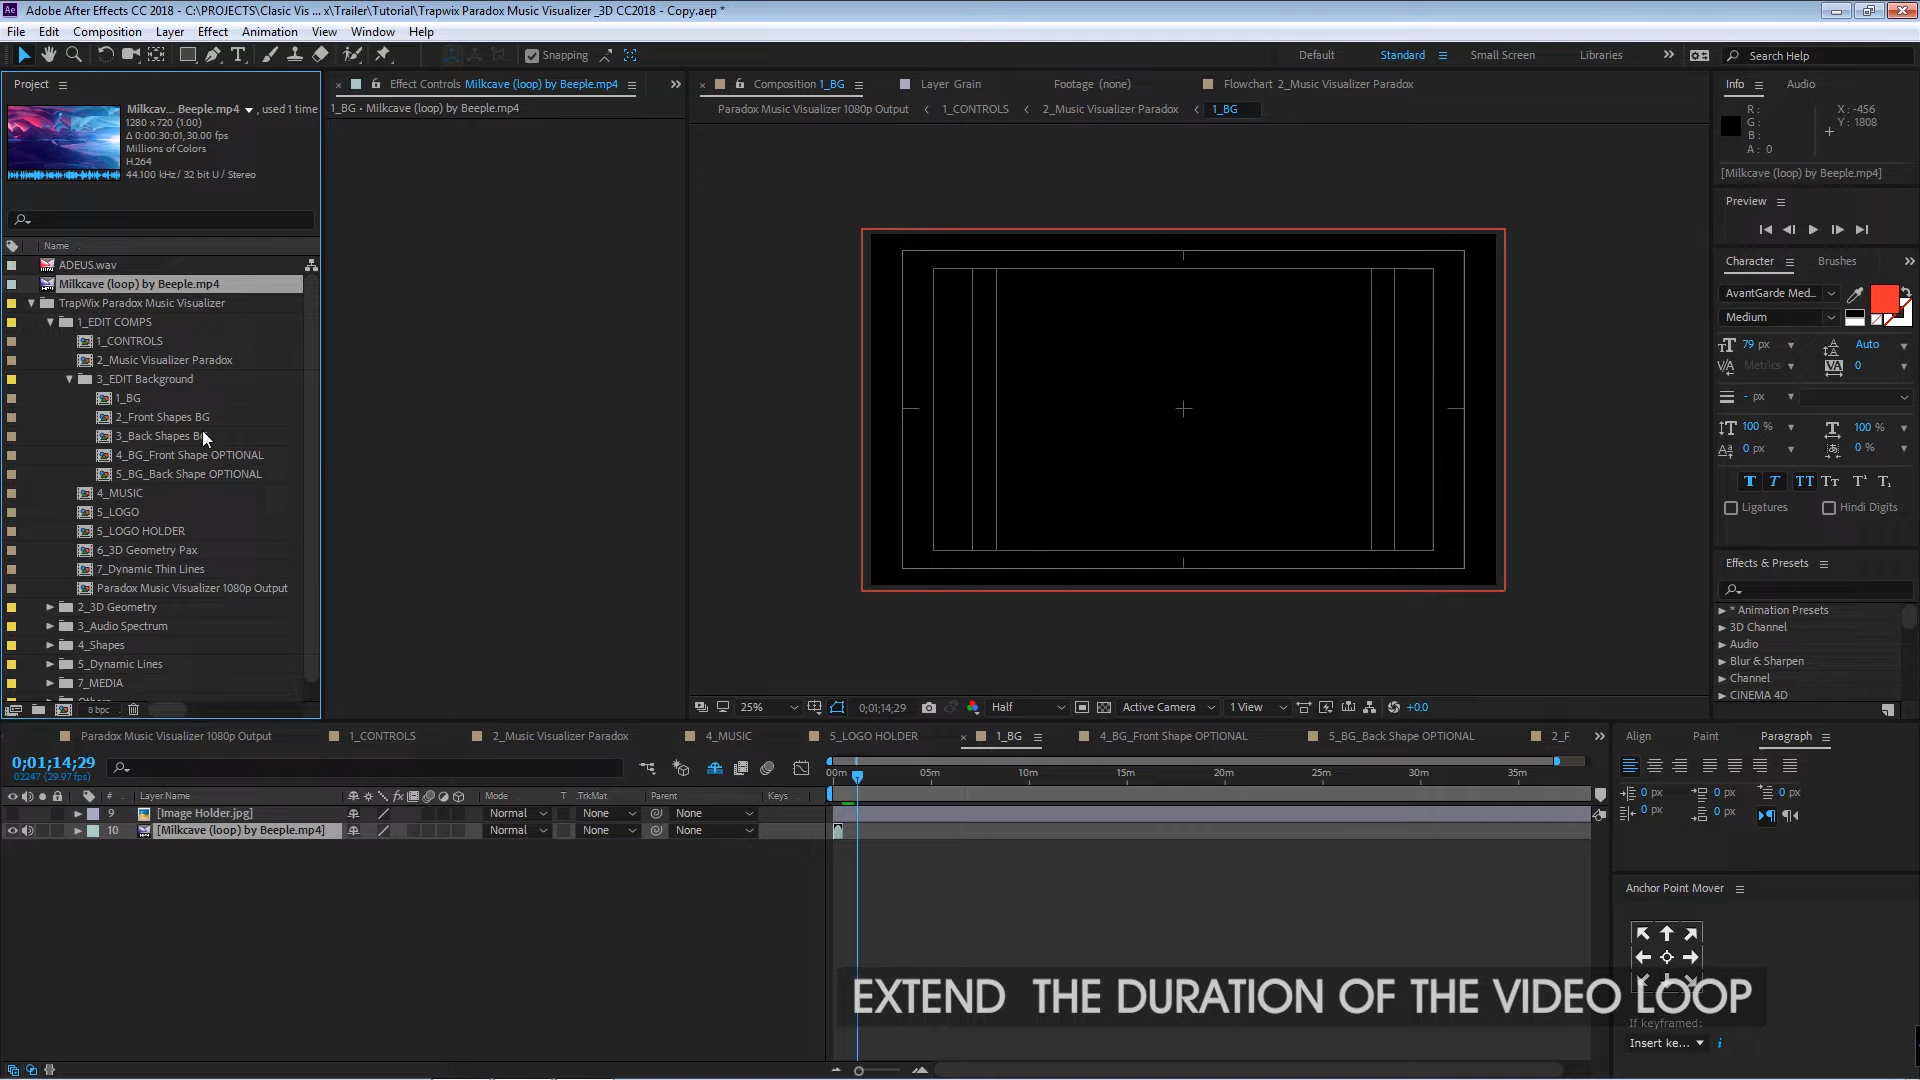 Adobe After Effects CC 2018 - C:\PROJECTS\Clasic Vis ... x\Trailer\Tutorial\Trapwix Paradox Music Visualizer _3D CC2018 - Copy.aep *
File Edit Composition Layer Effect Animation View Window Help
Snapping
Default Standard Small Screen Libraries
Search Help
Project
Effect Controls Milkcave (loop) by Beeple.mp4
Composition 1_BG
Layer Grain
Footage (none)
Flowchart 2_Music Visualizer Paradox
Info Audio
Milkcav... Beeple.mp4 , used 1 time
1280 x 720 (1.00)
Δ 0:00:30:01, 30.00 fps
Millions of Colors
H.264
44.100 kHz / 32 bit U / Stereo
1_BG • Milkcave (loop) by Beeple.mp4
Paradox Music Visualizer 1080p Output 1_CONTROLS 2_Music Visualizer Paradox 1_BG
R :
G :
B :
A : 0
X : -456
Y : 1808
[Milkcave (loop) by Beeple.mp4]
Preview
Character Brushes
AvantGarde Med...
Medium
79 px Auto
Metrics 0
- px
100 % 100 %
0 px 0 %
T T TT Tт T¹ T₁
Ligatures Hindi Digits
Effects & Presets
* Animation Presets
3D Channel
Audio
Blur & Sharpen
Channel
CINEMA 4D
Name
ADEUS.wav
Milkcave (loop) by Beeple.mp4
TrapWix Paradox Music Visualizer
1_EDIT COMPS
1_CONTROLS
2_Music Visualizer Paradox
3_EDIT Background
1_BG
2_Front Shapes BG
3_Back Shapes B
4_BG_Front Shape OPTIONAL
5_BG_Back Shape OPTIONAL
4_MUSIC
5_LOGO
5_LOGO HOLDER
6_3D Geometry Pax
7_Dynamic Thin Lines
Paradox Music Visualizer 1080p Output
2_3D Geometry
3_Audio Spectrum
4_Shapes
5_Dynamic Lines
7_MEDIA
8 bpc
25% 0;01;14;29 Half Active Camera 1 View +0.0
Paradox Music Visualizer 1080p Output 1_CONTROLS 2_Music Visualizer Paradox 4_MUSIC 5_LOGO HOLDER 1_BG 4_BG_Front Shape OPTIONAL 5_BG_Back Shape OPTIONAL 2_F
Align Paint Paragraph
0;01;14;29
02247 (29.97 fps)
00m 05m 10m 15m 20m 25m 30m 35m
# Layer Name Mode T .TrkMat Parent Keys
9 [Image Holder.jpg] Normal None None
10 [Milkcave (loop) by Beeple.mp4] Normal None None
0 px 0 px 0 px
0 px 0 px
Anchor Point Mover
EXTEND THE DURATION OF THE VIDEO LOOP
If keyframed:
Insert ke...